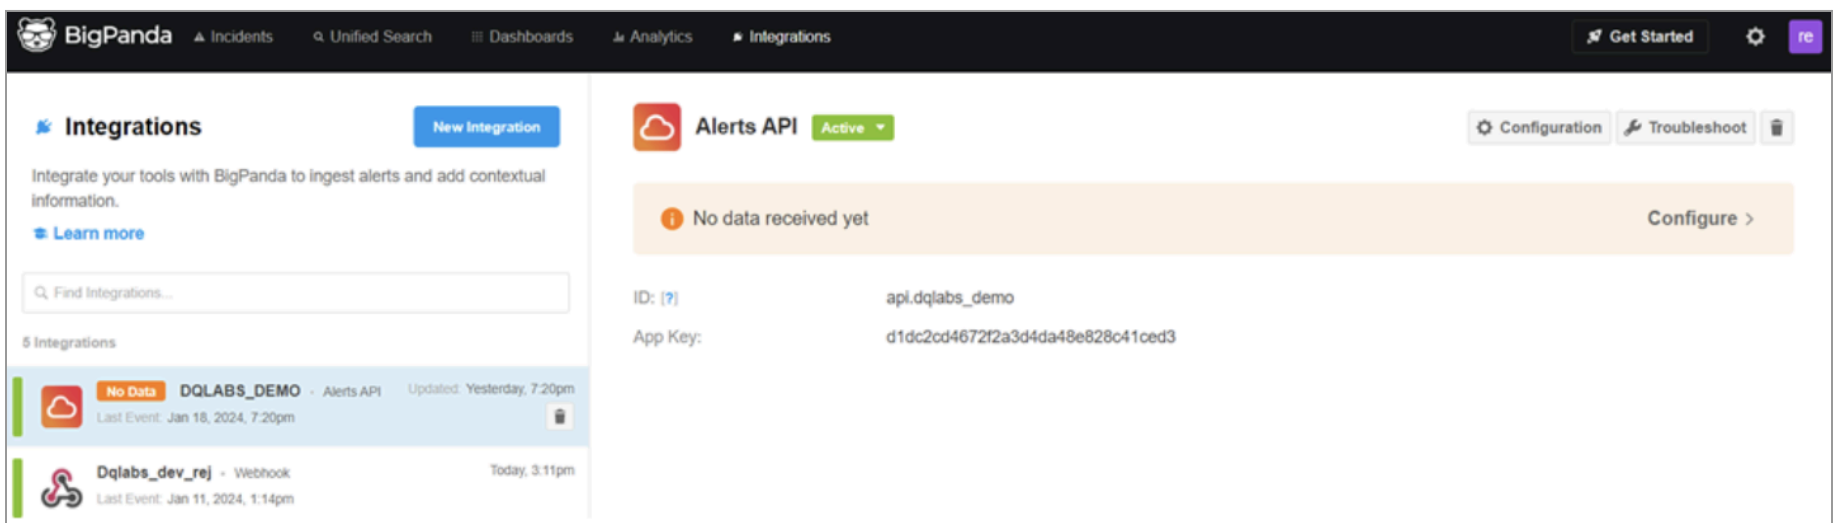 BigPanda Incidents Unified Search Dashboards Analytics Integrations Get Started re
Integrations New Integration
Integrate your tools with BigPanda to ingest alerts and add contextual
information.
Learn more
Find Integrations...
5 Integrations
No Data DQLABS_DEMO - Alerts API Updated: Yesterday, 7:20pm
Last Event: Jan 18, 2024, 7:20pm
Dqlabs_dev_rej - Webhook Today, 3:11pm
Last Event: Jan 11, 2024, 1:14pm
Alerts API Active Configuration Troubleshoot
No data received yet Configure >
ID: [?] api.dqlabs_demo
App Key: d1dc2cd4672f2a3d4da48e828c41ced3